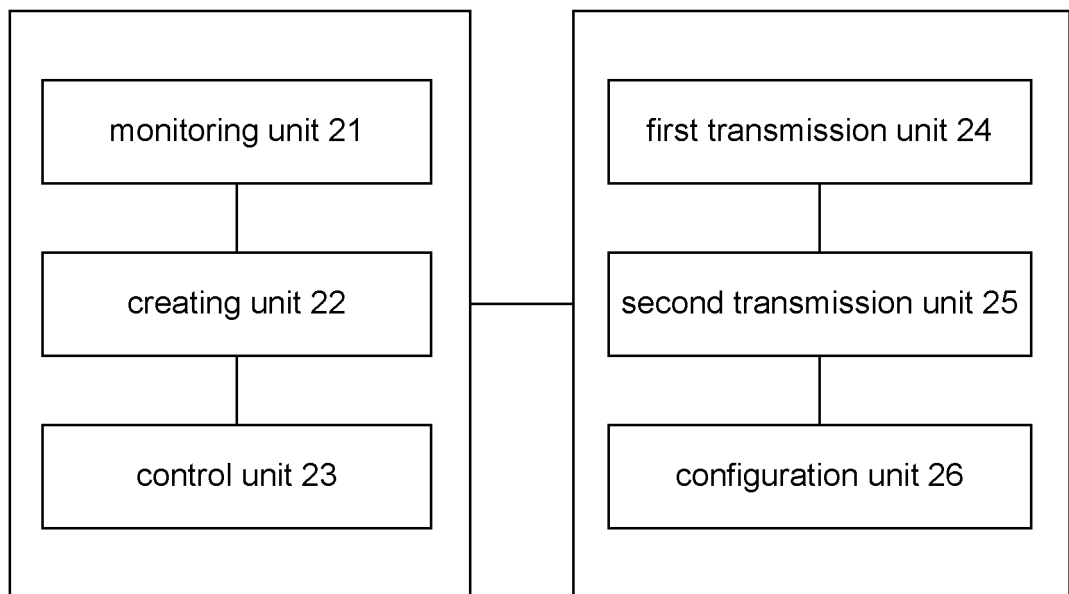 monitoring unit 21
creating unit 22
control unit 23
first transmission unit 24
second transmission unit 25
configuration unit 26